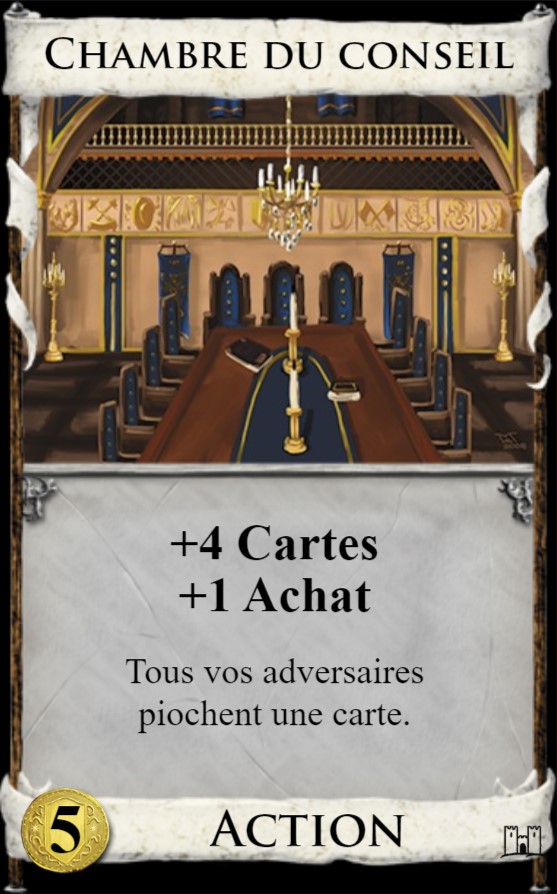 CHAMBRE DU CONSEIL
+4 Cartes
+1 Achat
Tous vos adversaires
piochent une carte.
5
ACTION